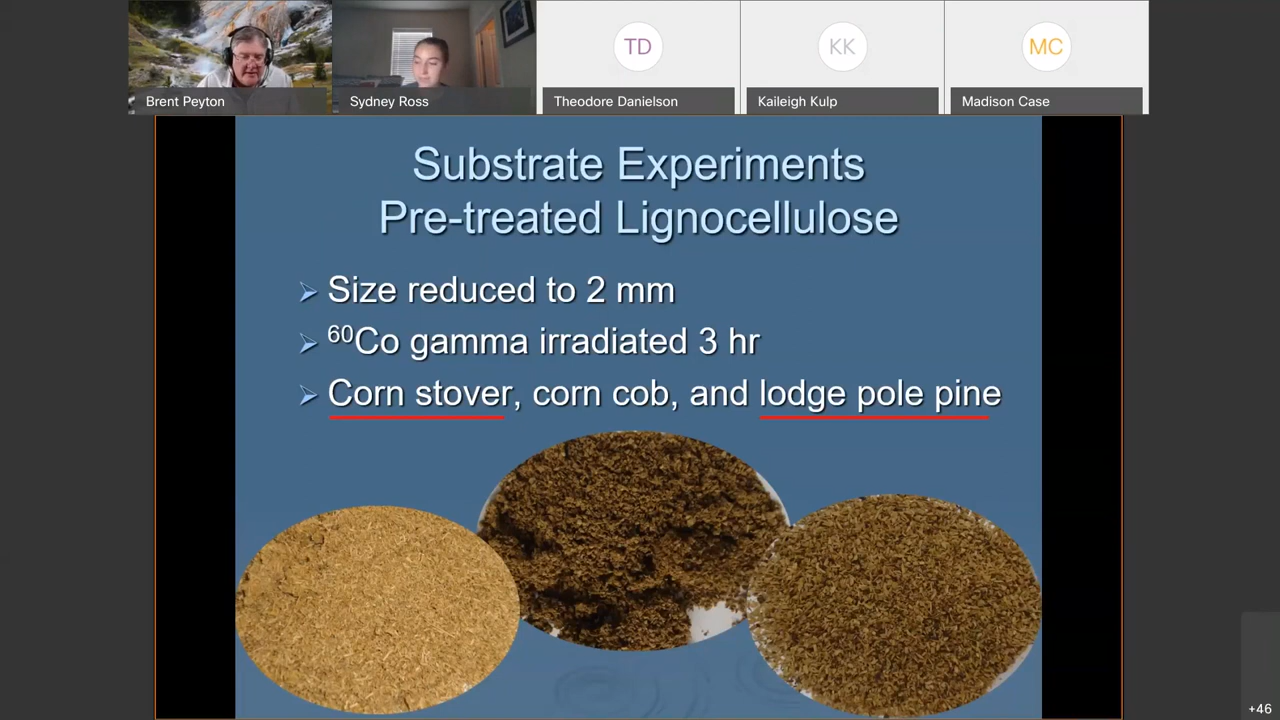 TD
KK
MC
Brent Peyton
Sydney Ross
Theodore Danielson
Kaileigh Kulp
Madison Case
Substrate Experiments
Pre-treated Lignocellulose
Size reduced to 2 mm
⁶⁰Co gamma irradiated 3 hr
Corn stover, corn cob, and lodge pole pine
+46